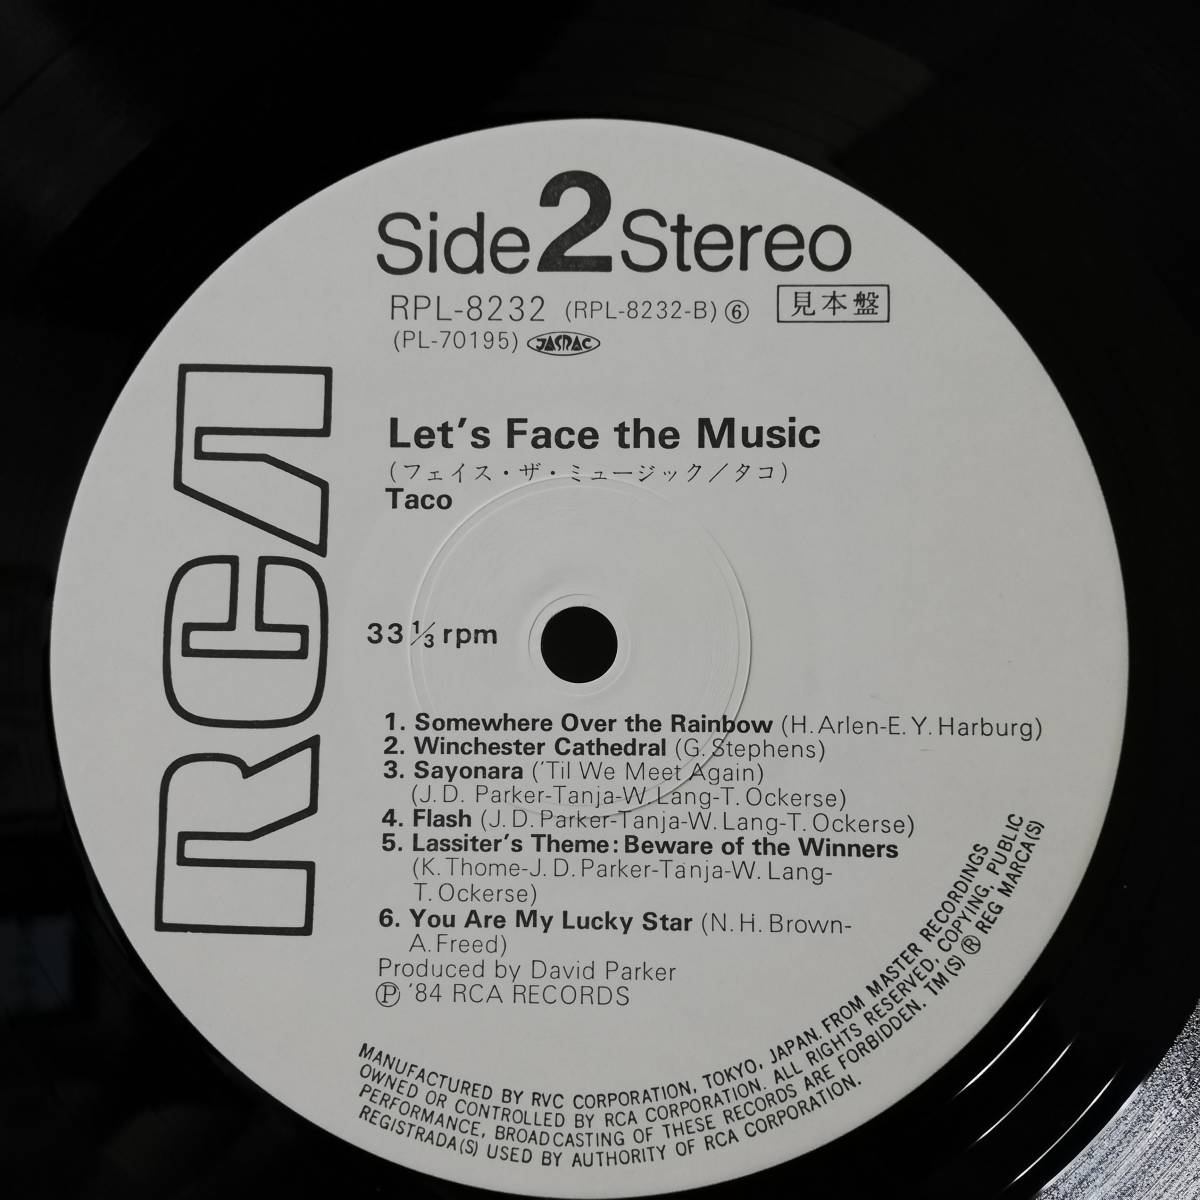 Side 2 Stereo
RPL-8232 (RPL-8232-B) ⑥ 見本盤
(PL-70195) JASRAC
RCA
Let's Face the Music
(フェイス・ザ・ミュージック/タコ)
Taco
33 1/3 rpm
1. Somewhere Over the Rainbow (H. Arlen-E. Y. Harburg)
2. Winchester Cathedral (G. Stephens)
3. Sayonara ('Til We Meet Again)
(J. D. Parker-Tanja-W. Lang-T. Ockerse)
4. Flash (J. D. Parker-Tanja-W. Lang-T. Ockerse)
5. Lassiter's Theme: Beware of the Winners
(K. Thome-J. D. Parker-Tanja-W. Lang-
T. Ockerse)
6. You Are My Lucky Star (N. H. Brown-
A. Freed)
Produced by David Parker
Ⓟ '84 RCA RECORDS
MANUFACTURED BY RVC CORPORATION, TOKYO, JAPAN. FROM MASTER RECORDINGS
OWNED OR CONTROLLED BY RCA CORPORATION. ALL RIGHTS RESERVED, COPYING, PUBLIC
PERFORMANCE, BROADCASTING OF THESE RECORDS ARE FORBIDDEN. TM(S) ® REG MARCA(S)
REGISTRADA(S) USED BY AUTHORITY OF RCA CORPORATION.